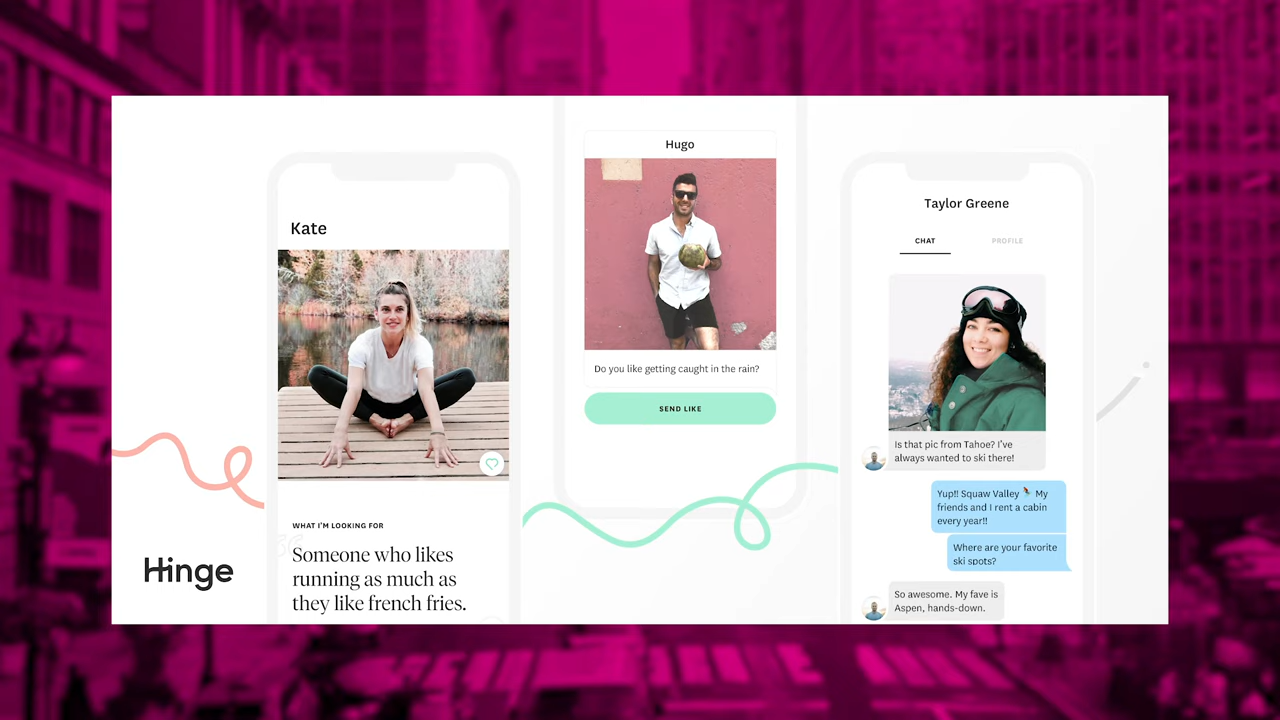 Kate
WHAT I'M LOOKING FOR
Someone who likes
running as much as
they like french fries.
Hinge
Hugo
Do you like getting caught in the rain?
SEND LIKE
Taylor Greene
CHAT PROFILE
Is that pic from Tahoe? I've
always wanted to ski there!
Yup!! Squaw Valley ⛷ My
friends and I rent a cabin
every year!!
Where are your favorite
ski spots?
So awesome. My fave is
Aspen, hands-down.